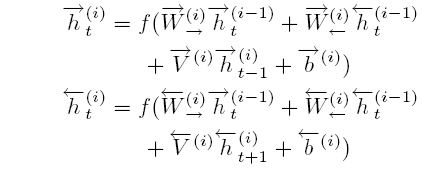 $\overrightarrow{h}_t^{(i)} = f(\overrightarrow{W}_{\rightarrow}^{(i)} \overrightarrow{h}_t^{(i-1)} + \overrightarrow{W}_{\leftarrow}^{(i)} \overleftarrow{h}_t^{(i-1)}$
$+ \overrightarrow{V}^{(i)} \overrightarrow{h}_{t-1}^{(i)} + \overrightarrow{b}^{(i)})$
$\overleftarrow{h}_t^{(i)} = f(\overleftarrow{W}_{\rightarrow}^{(i)} \overrightarrow{h}_t^{(i-1)} + \overleftarrow{W}_{\leftarrow}^{(i)} \overleftarrow{h}_t^{(i-1)}$
$+ \overleftarrow{V}^{(i)} \overleftarrow{h}_{t+1}^{(i)} + \overleftarrow{b}^{(i)})$